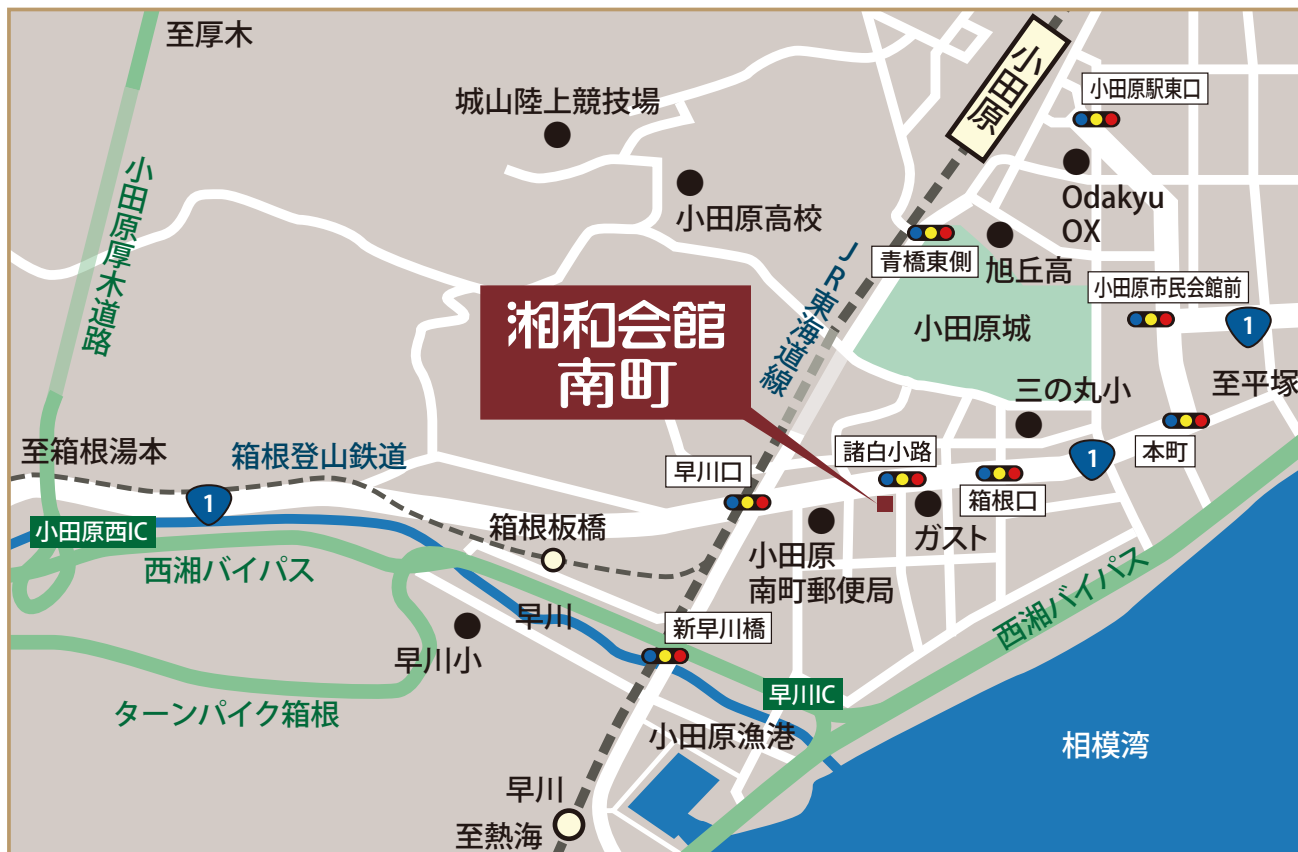 至厚木
小田原
小田原駅東口
城山陸上競技場
小田原厚木道路
小田原高校
Odakyu
OX
青橋東側
旭丘高
JR東海道線
小田原市民会館前
1
小田原城
湘和会館
南町
至平塚
三の丸小
本町
1
至箱根湯本
箱根登山鉄道
早川口
諸白小路
箱根口
1
小田原西IC
箱根板橋
ガスト
小田原
南町郵便局
西湘バイパス
西湘バイパス
早川
新早川橋
早川小
早川IC
ターンパイク箱根
小田原漁港
相模湾
早川
至熱海